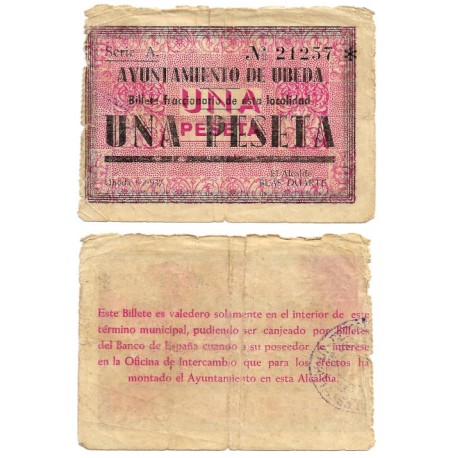 Serie A. Nº 21257 *
AYUNTAMIENTO DE UBEDA
Billete fraccionario de esta localidad
UNA
UNA PESETA
PESETA
El Alcalde
BLAS DUARTE
Este Billete es valedero solamente en el interior de este
término municipal, pudiendo ser canjeado por Billetes
del Banco de España cuando a su poseedor le interese
en la Oficina de Intercambio que para los efectos ha
montado el Ayuntamiento en esta Alcaldía.